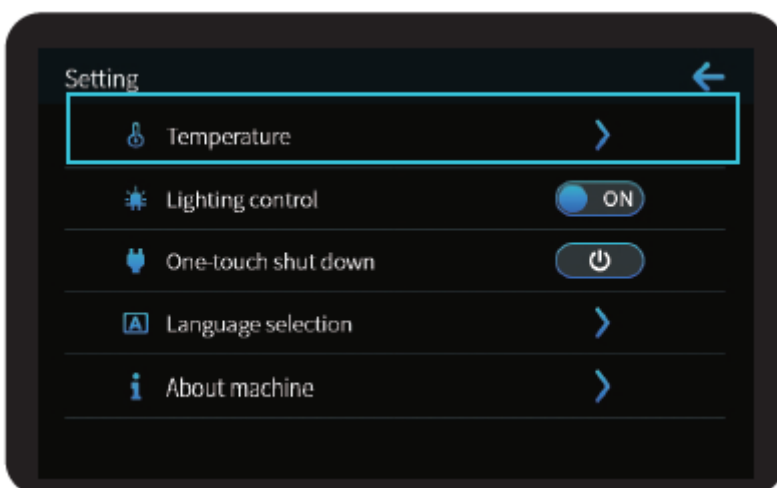 Setting
Temperature
Lighting control
ON
One-touch shut down
A Language selection
About machine